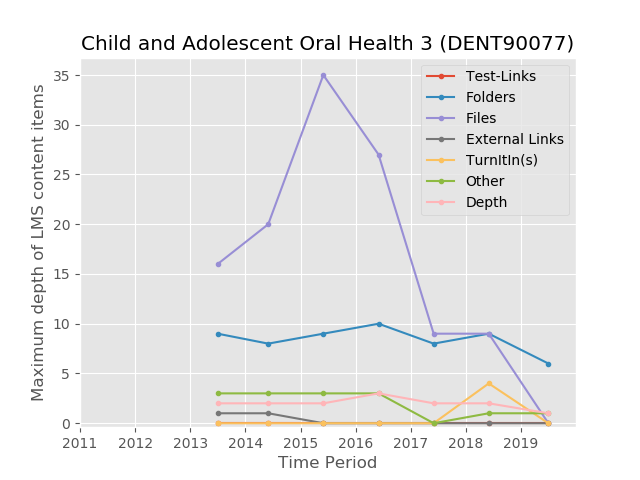 Child and Adolescent Oral Health 3 (DENT90077)
Test-Links
Folders
Files
External Links
TurnItIn(s)
Other
Depth
Maximum depth of LMS content items
35
30
25
20
15
10
5
0
2011 2012 2013 2014 2015 2016 2017 2018 2019
Time Period